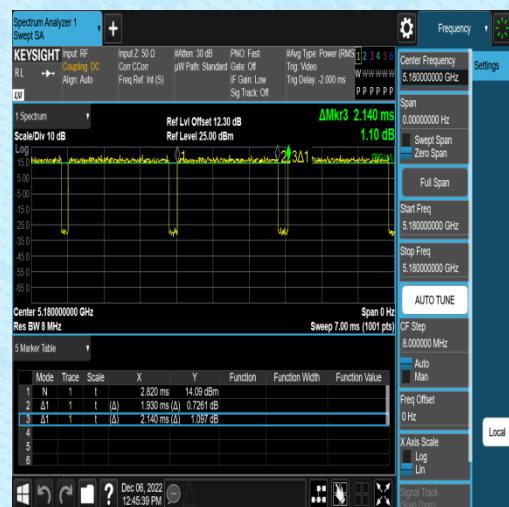 Spectrum Analyzer 1
Swept SA
Frequency
KEYSIGHT
Input: RF
Coupling: DC
Align: Auto
Input Z: 50 Ω
Corr CCorr
Freq Ref: Int (S)
#Atten: 30 dB
µW Path: Standard
PNO: Fast
Gate: Off
IF Gain: Low
Sig Track: Off
#Avg Type: Power (RMS)
Trig: Video
Trig Delay: -2.000 ms
1 2 3 4 5 6
W W W W W W
P P P P P P
RL
LXI
1 Spectrum
Scale/Div 10 dB
Ref Lvl Offset 12.30 dB
Ref Level 25.00 dBm
ΔMkr3 2.140 ms
1.10 dB
Log
15.0
5.00
-5.00
-15.0
-25.0
-35.0
-45.0
-55.0
-65.0
1
2
3Δ1
Center 5.180000000 GHz
Res BW 8 MHz
Span 0 Hz
Sweep 7.00 ms (1001 pts)
5 Marker Table
Mode Trace Scale X Y Function Function Width Function Value
1 N 1 t 2.820 ms 14.09 dBm
2 Δ1 1 t (Δ) 1.930 ms (Δ) 0.7261 dB
3 Δ1 1 t (Δ) 2.140 ms (Δ) 1.097 dB
4
5
6
Dec 06, 2022
12:45:39 PM
Center Frequency
5.180000000 GHz
Span
0.00000000 Hz
Swept Span
Zero Span
Full Span
Start Freq
5.180000000 GHz
Stop Freq
5.180000000 GHz
AUTO TUNE
CF Step
8.000000 MHz
Auto
Man
Freq Offset
0 Hz
X Axis Scale
Log
Lin
Signal Track
(Span Zoom)
Settings
Local